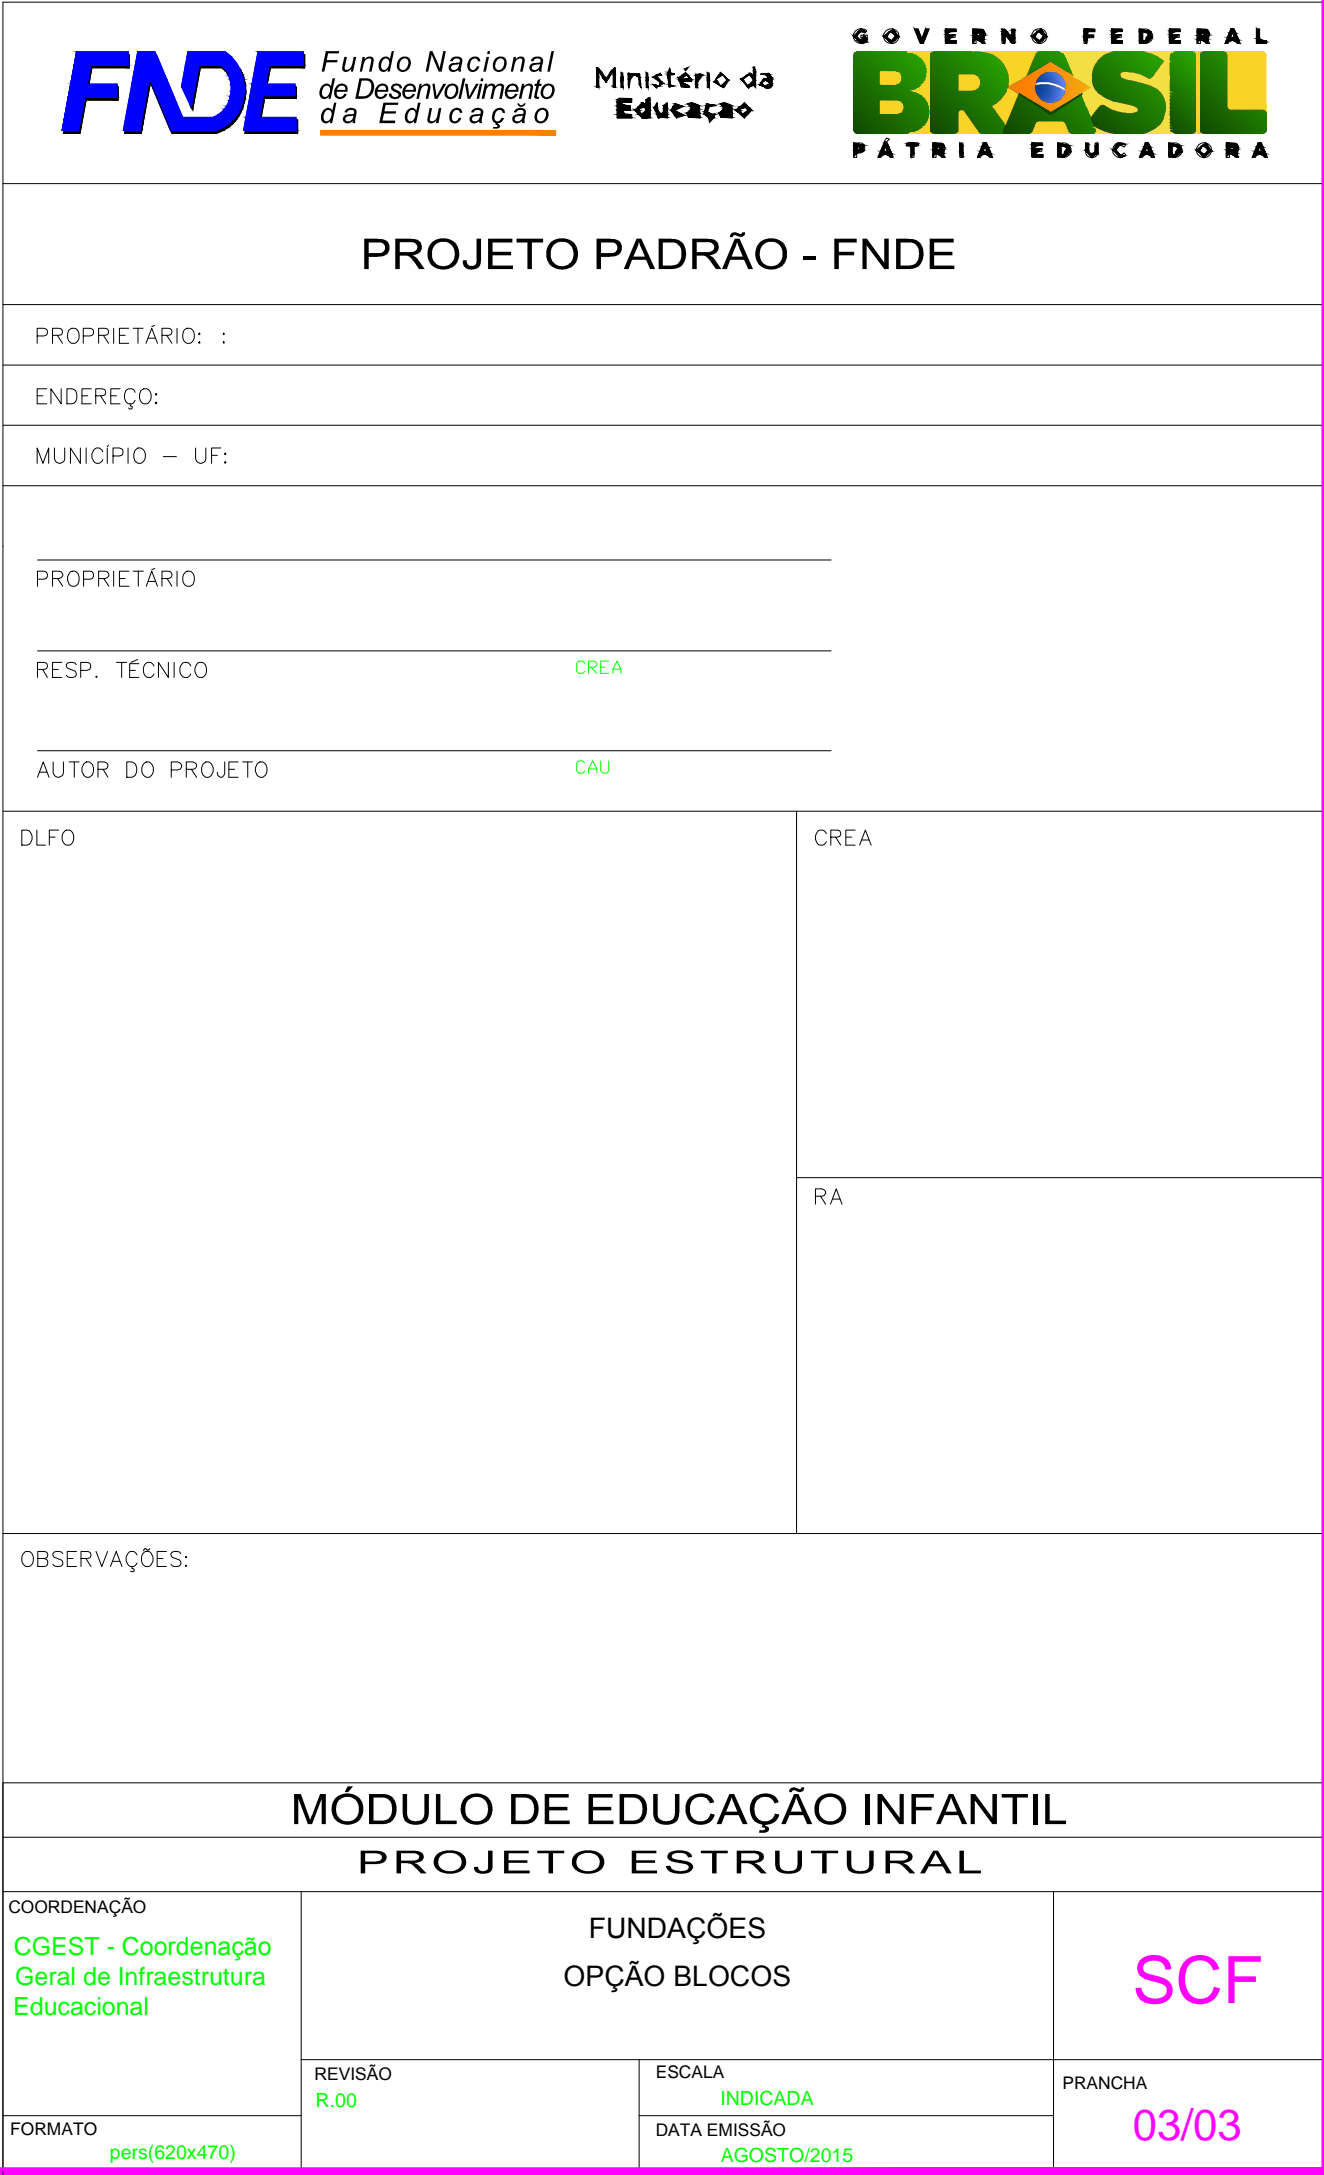 FNDE
Fundo Nacional
de Desenvolvimento
da Educação
Ministério da
Educação
GOVERNO FEDERAL
BRASIL
PÁTRIA EDUCADORA
PROJETO PADRÃO - FNDE
PROPRIETÁRIO: :
ENDEREÇO:
MUNICÍPIO – UF:
PROPRIETÁRIO
RESP. TÉCNICO CREA
AUTOR DO PROJETO CAU
DLFO
CREA
RA
OBSERVAÇÕES:
MÓDULO DE EDUCAÇÃO INFANTIL
PROJETO ESTRUTURAL
COORDENAÇÃO
CGEST - Coordenação
Geral de Infraestrutura
Educacional
FUNDAÇÕES
OPÇÃO BLOCOS
SCF
REVISÃO
R.00
ESCALA
INDICADA
PRANCHA
03/03
FORMATO
pers(620x470)
DATA EMISSÃO
AGOSTO/2015